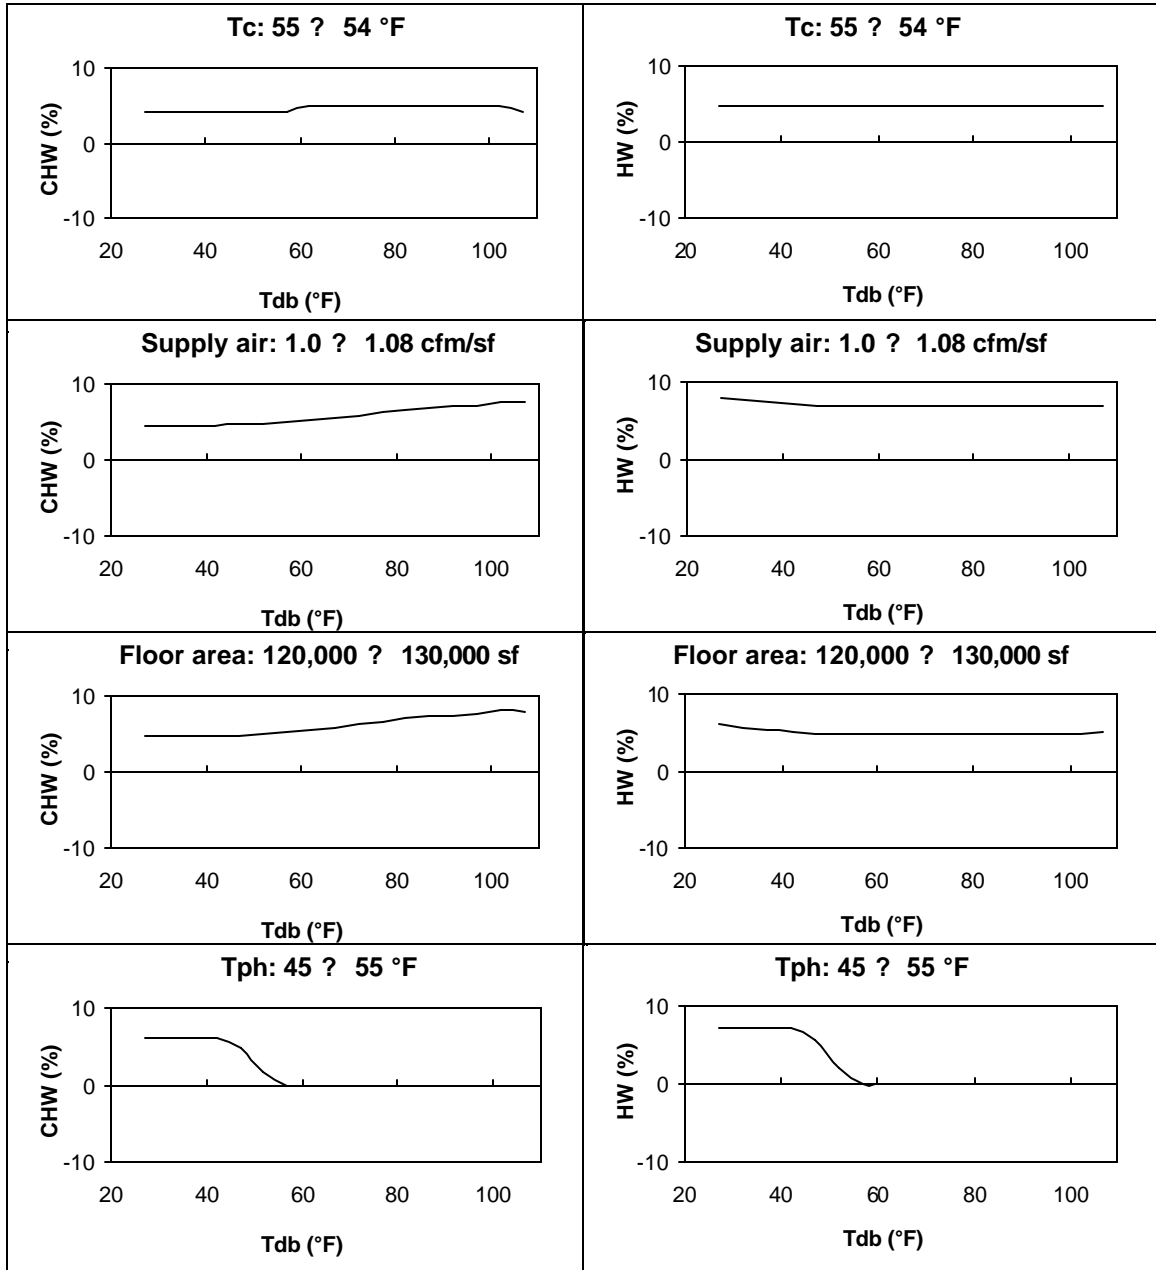 Tc: 55 ? 54 °F
CHW (%)
10
0
-10
20 40 60 80 100
Tdb (°F)
Tc: 55 ? 54 °F
HW (%)
10
0
-10
20 40 60 80 100
Tdb (°F)
Supply air: 1.0 ? 1.08 cfm/sf
CHW (%)
10
0
-10
20 40 60 80 100
Tdb (°F)
Supply air: 1.0 ? 1.08 cfm/sf
HW (%)
10
0
-10
20 40 60 80 100
Tdb (°F)
Floor area: 120,000 ? 130,000 sf
CHW (%)
10
0
-10
20 40 60 80 100
Tdb (°F)
Floor area: 120,000 ? 130,000 sf
HW (%)
10
0
-10
20 40 60 80 100
Tdb (°F)
Tph: 45 ? 55 °F
CHW (%)
10
0
-10
20 40 60 80 100
Tdb (°F)
Tph: 45 ? 55 °F
HW (%)
10
0
-10
20 40 60 80 100
Tdb (°F)